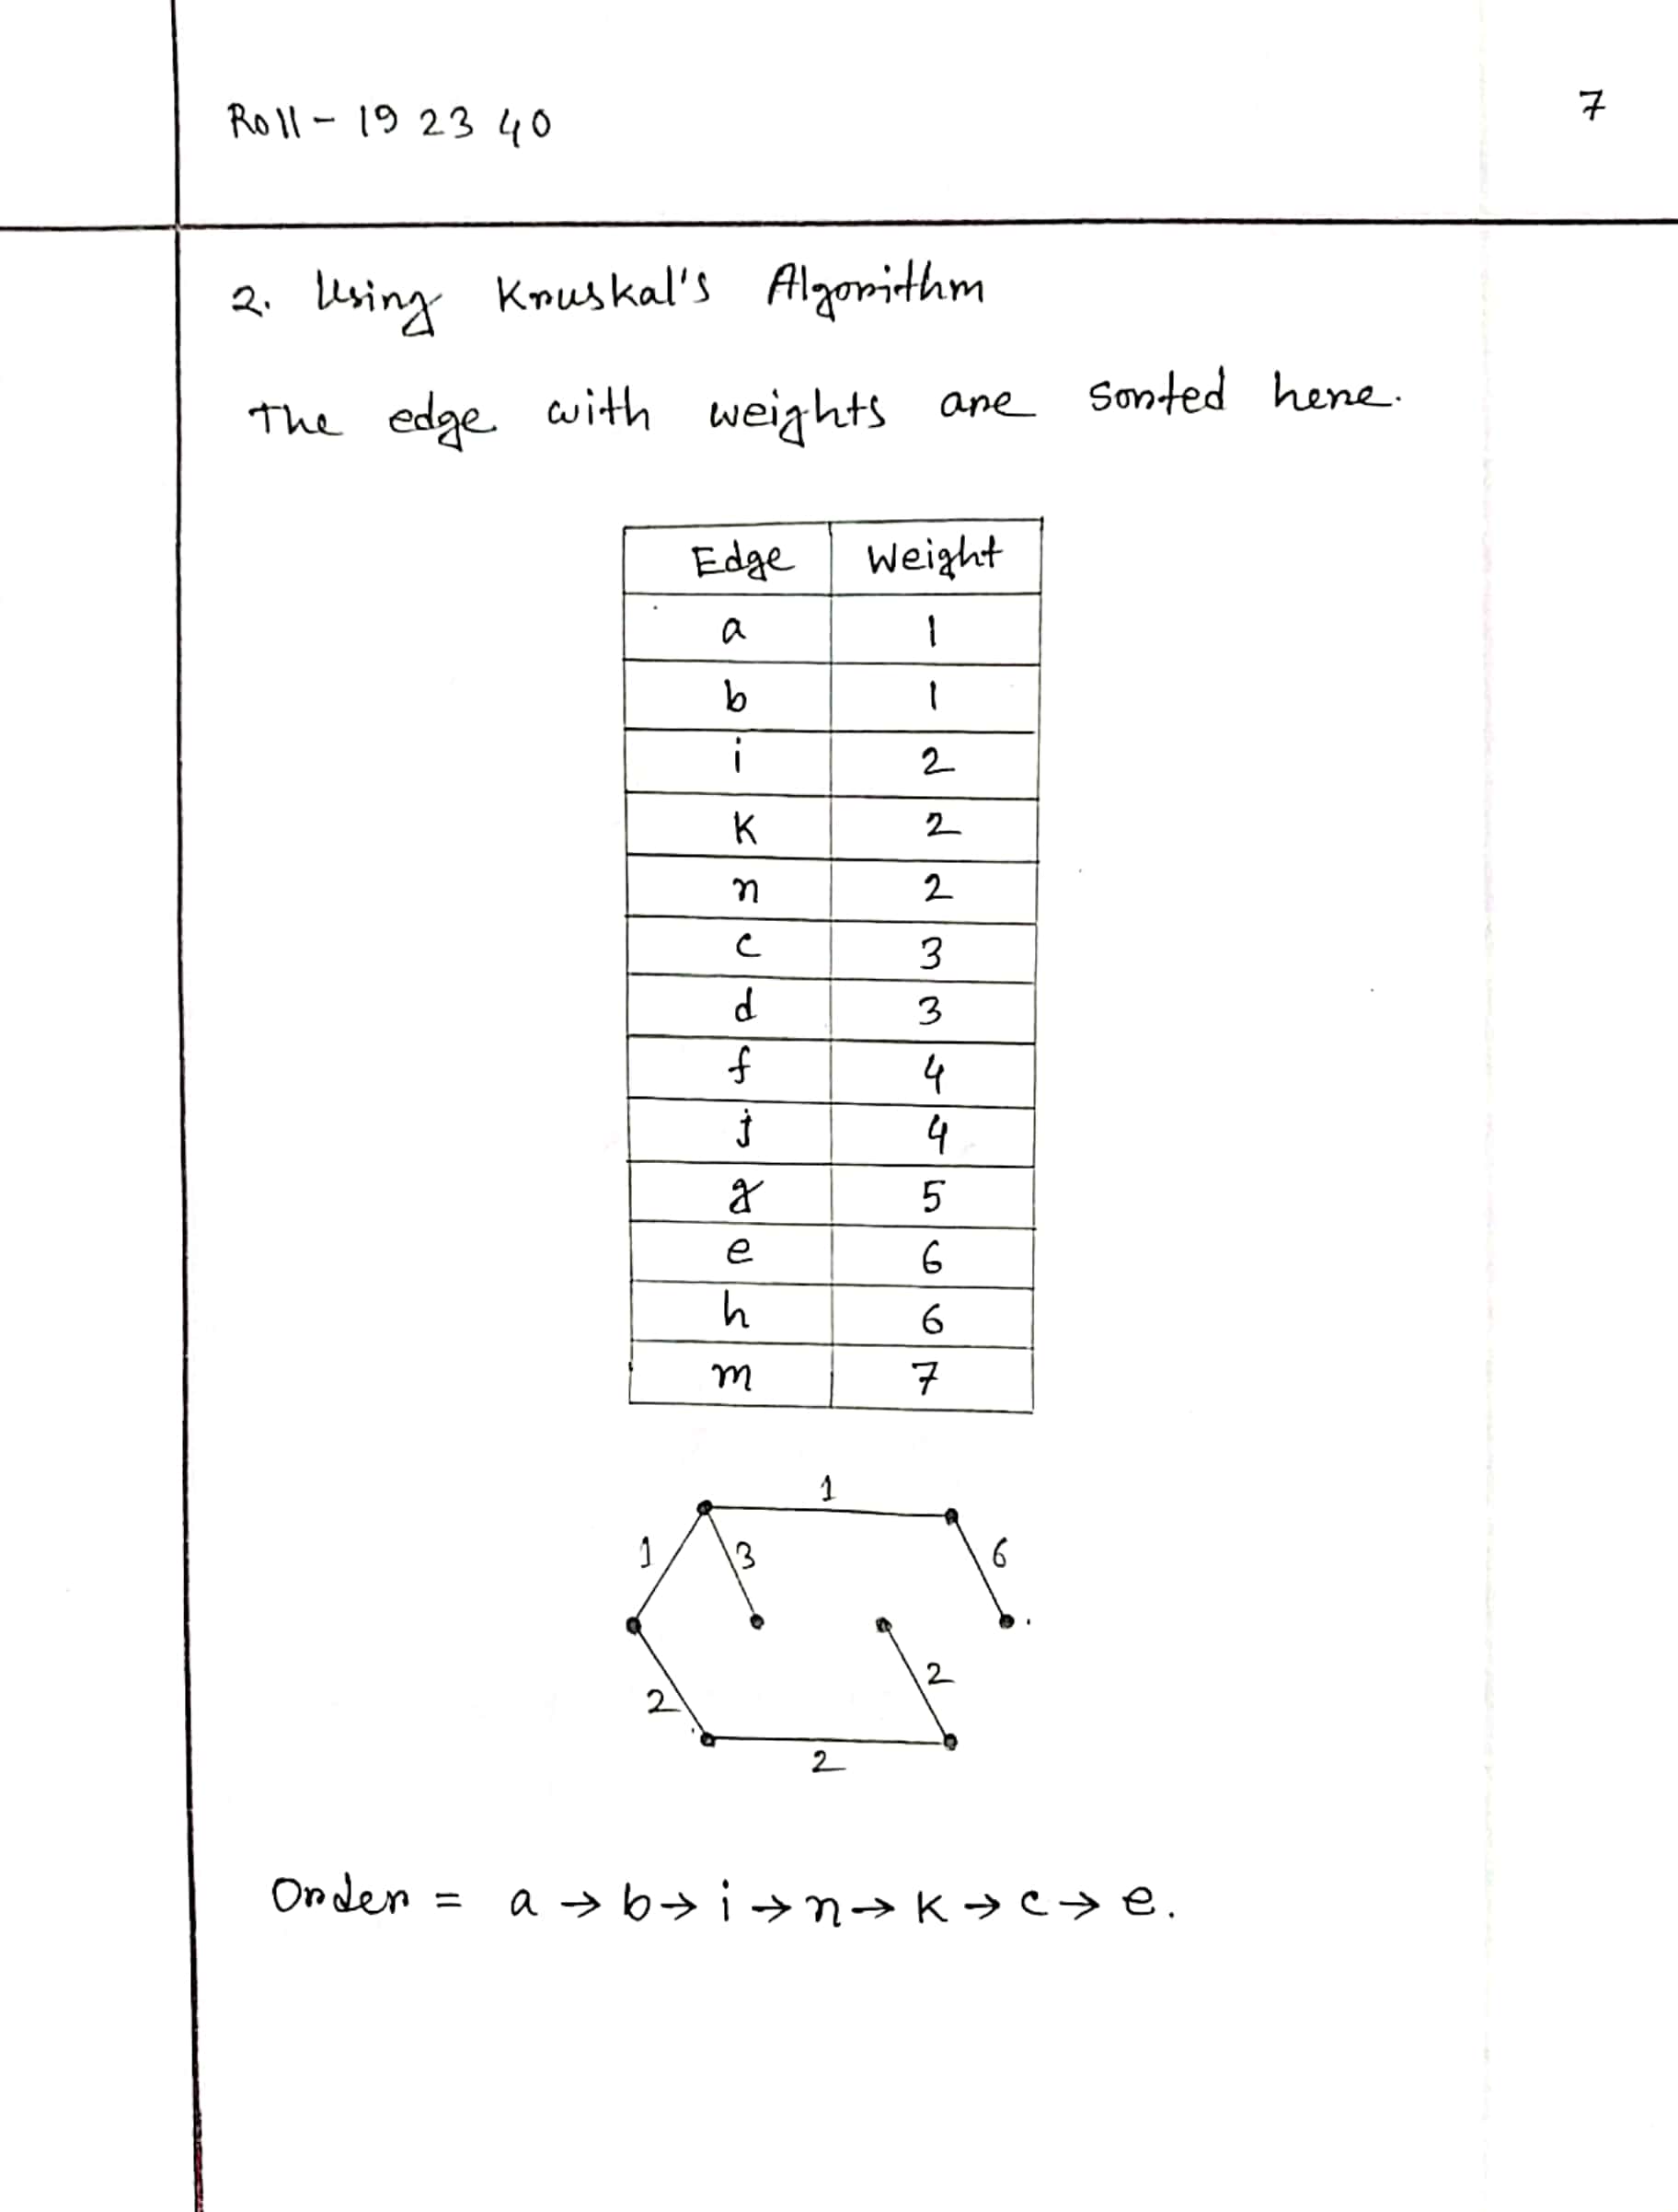 Roll - 19 23 40
7
2. Using Kruskal's Algorithm
The edge with weights are sorted here.
Edge Weight
a 1
b 1
i 2
k 2
n 2
c 3
d 3
f 4
j 4
g 5
e 6
h 6
m 7
1
1 3 6
2 2
2
Order = a → b → i → n → k → c → e.